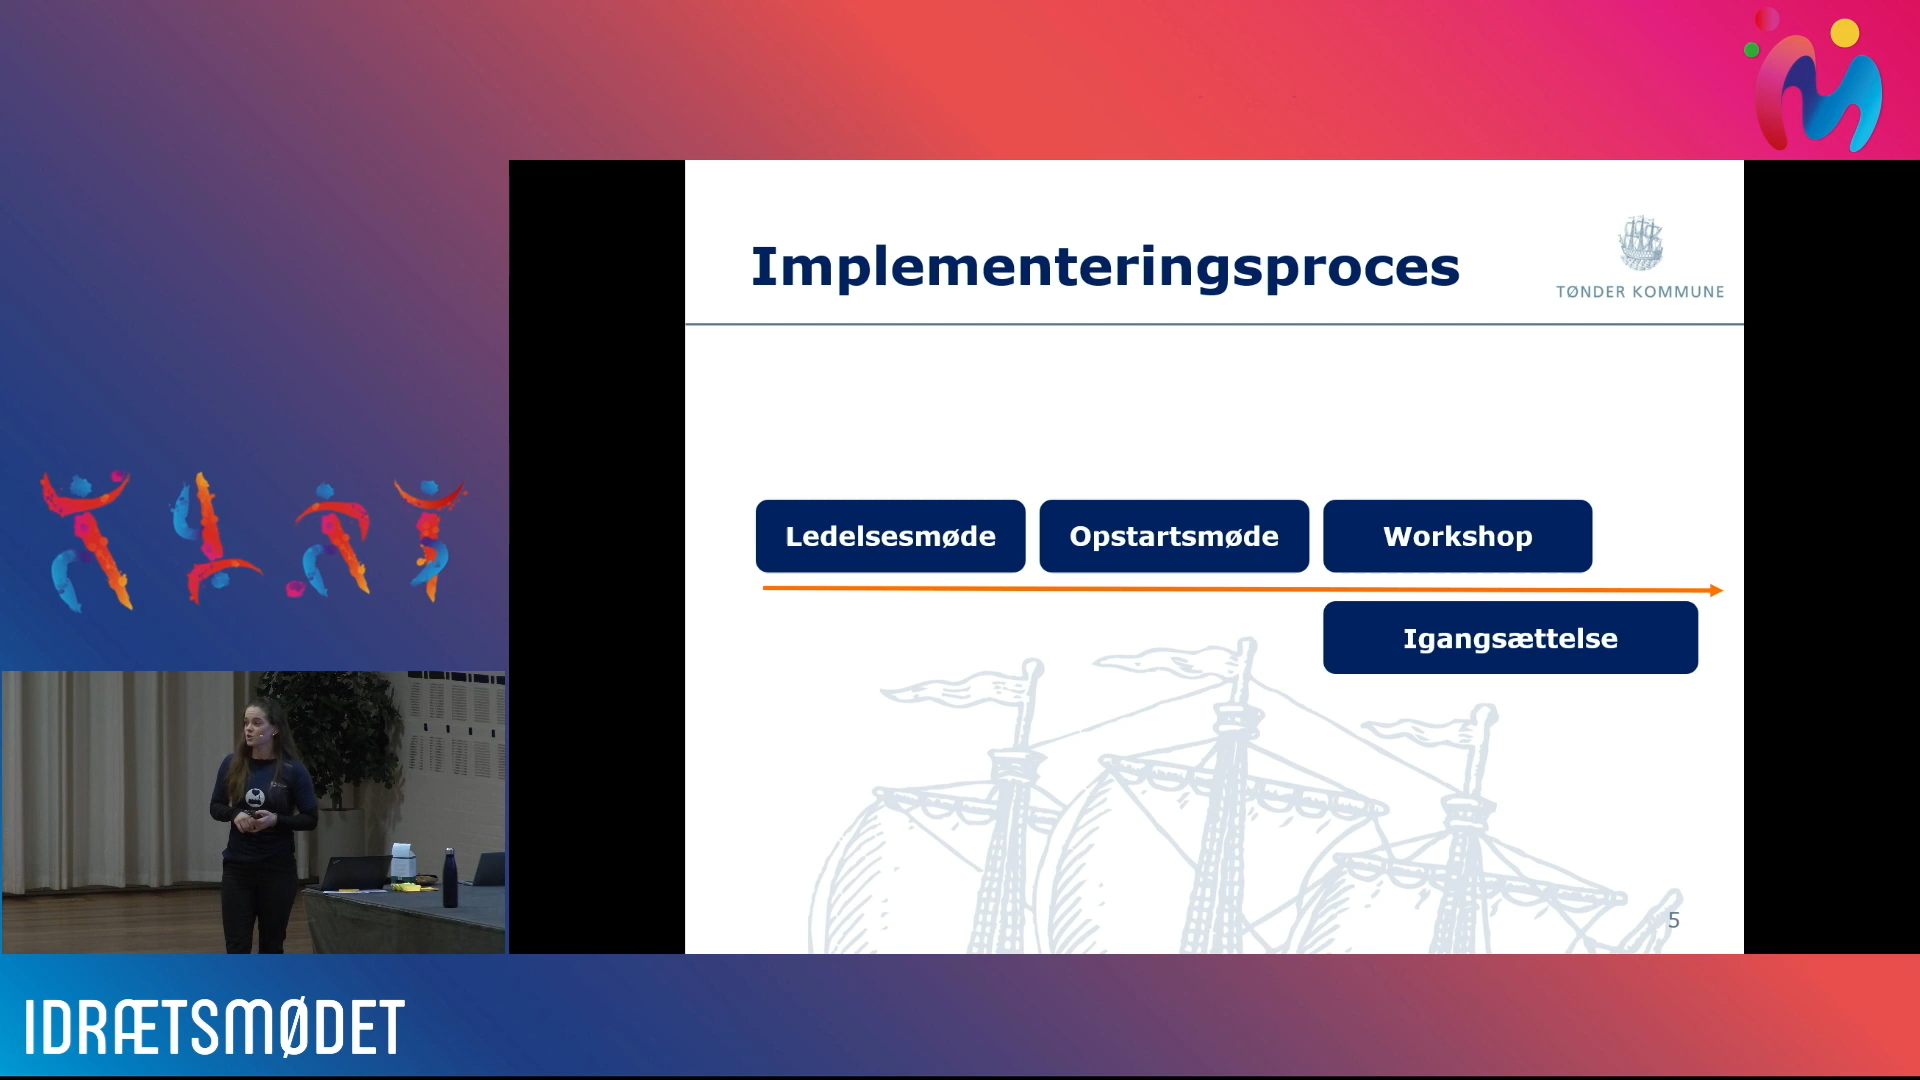 Implementeringsproces
TØNDER KOMMUNE
Ledelsesmøde
Opstartsmøde
Workshop
Igangsættelse
5
IDRÆTSMØDET